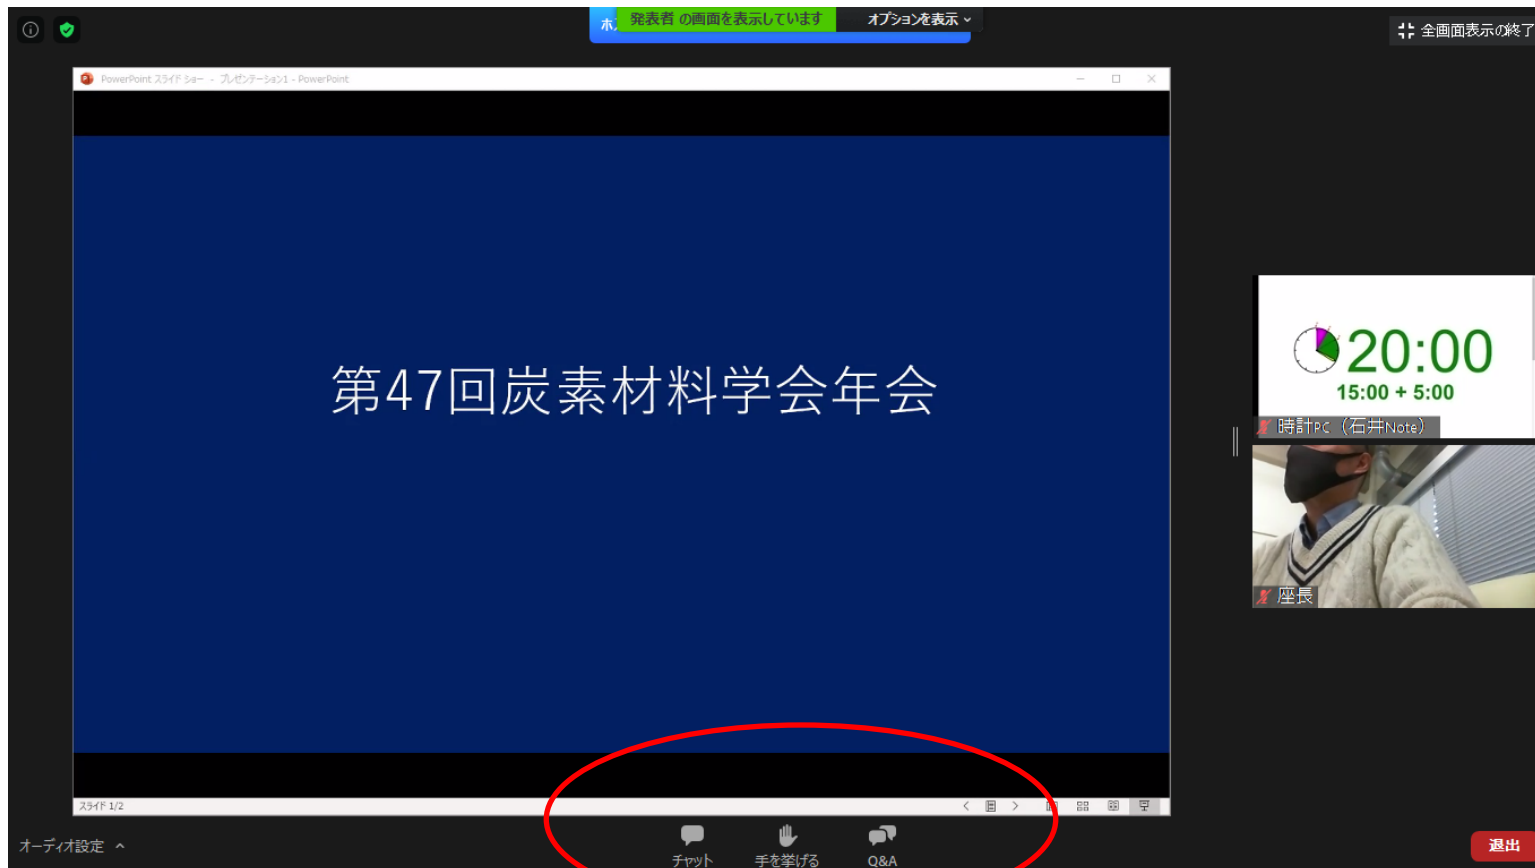 ホ
発表者 の画面を表示しています
オプションを表示
全画面表示の終了
PowerPoint スライド ショー - プレゼンテーション1 - PowerPoint
第47回炭素材料学会年会
20:00
15:00 + 5:00
時計PC（石井Note）
座長
スライド 1/2
オーディオ設定
チャット
手を挙げる
Q&A
退出